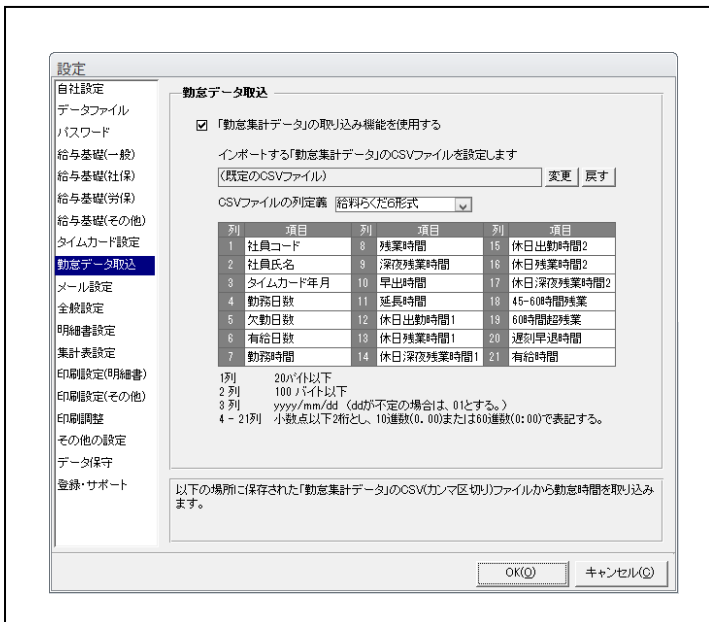 設定
自社設定
データファイル
パスワード
給与基礎(一般)
給与基礎(社保)
給与基礎(労保)
給与基礎(その他)
タイムカード設定
勤怠データ取込
メール設定
全般設定
明細書設定
集計表設定
印刷設定(明細書)
印刷設定(その他)
印刷調整
その他の設定
データ保守
登録・サポート
勤怠データ取込
「勤怠集計データ」の取り込み機能を使用する
インポートする「勤怠集計データ」のCSVファイルを設定します
(既定のCSVファイル) 変更 戻す
CSVファイルの列定義 給料らくだ6形式
列 項目 列 項目 列 項目
1 社員コード 8 残業時間 15 休日出勤時間2
2 社員氏名 9 深夜残業時間 16 休日残業時間2
3 タイムカード年月 10 早出時間 17 休日深夜残業時間2
4 勤務日数 11 延長時間 18 45-60時間残業
5 欠勤日数 12 休日出勤時間1 19 60時間超残業
6 有給日数 13 休日残業時間1 20 遅刻早退時間
7 勤務時間 14 休日深夜残業時間1 21 有給時間
1列 20バイト以下
2列 100バイト以下
3列 yyyy/mm/dd (ddが不定の場合は、01とする。)
4-21列 小数点以下2桁とし、10進数(0.00)または60進数(0:00)で表記する。
以下の場所に保存された「勤怠集計データ」のCSV(カンマ区切り)ファイルから勤怠時間を取り込み
ます。
OK(O) キャンセル(C)